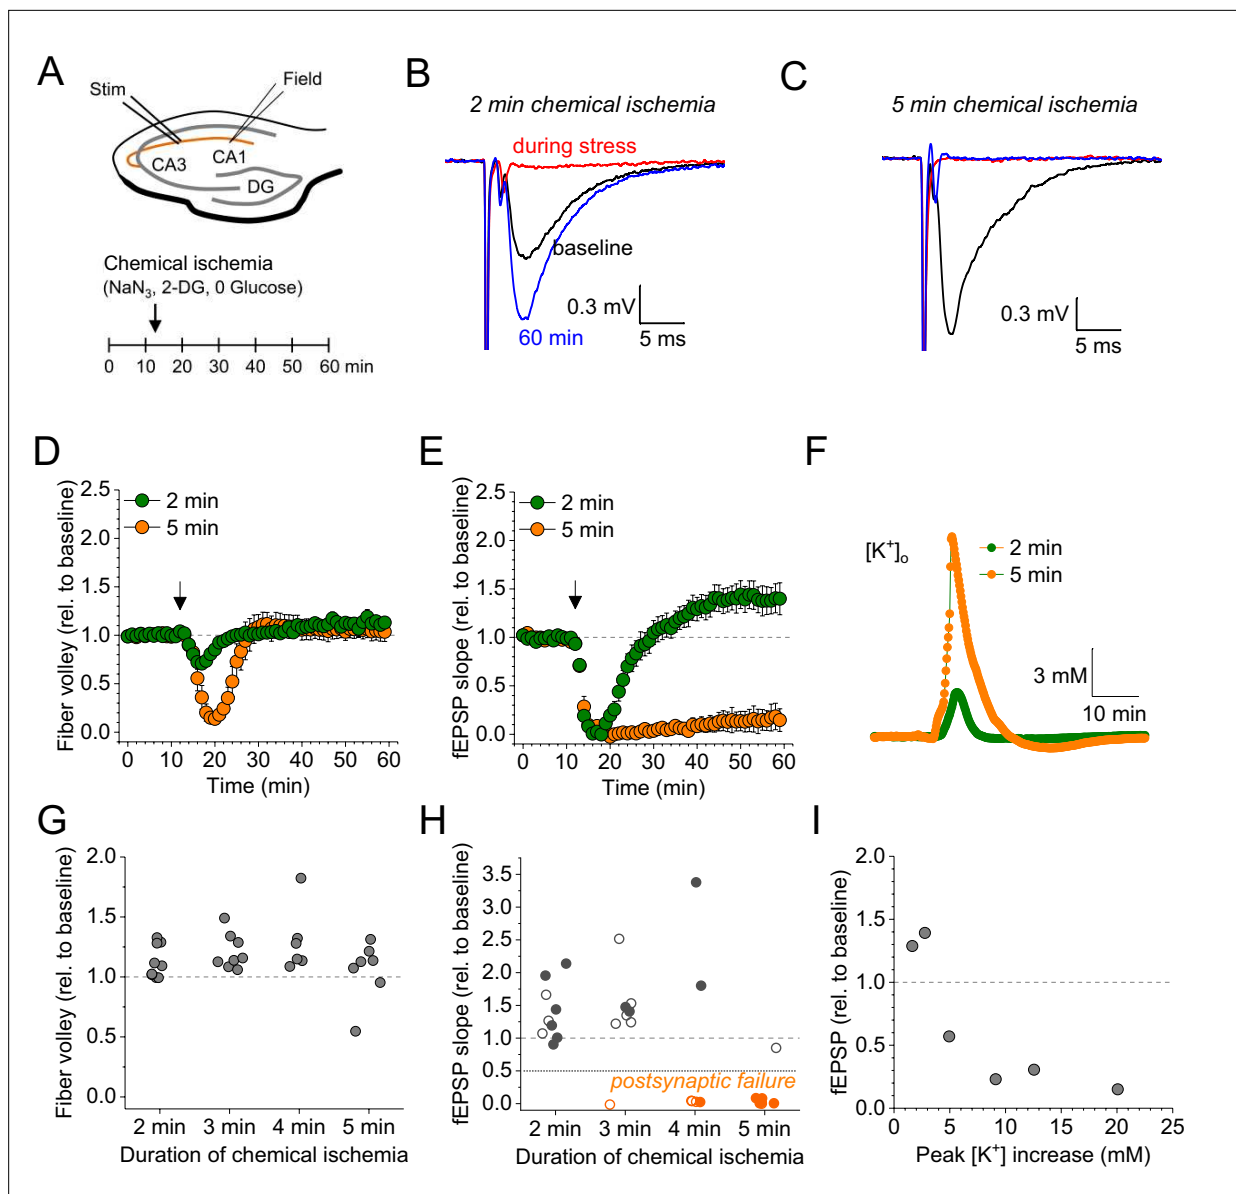 A
Stim
Field
CA3
CA1
DG
Chemical ischemia
(NaN₃, 2-DG, 0 Glucose)
0 10 20 30 40 50 60 min
B
2 min chemical ischemia
during stress
baseline
60 min
0.3 mV
5 ms
C
5 min chemical ischemia
0.3 mV
5 ms
D
Fiber volley (rel. to baseline)
2.5
2.0
1.5
1.0
0.5
0.0
2 min
5 min
0 10 20 30 40 50 60
Time (min)
E
fEPSP slope (rel. to baseline)
2.5
2.0
1.5
1.0
0.5
0.0
2 min
5 min
0 10 20 30 40 50 60
Time (min)
F
[K⁺]ₒ
2 min
5 min
3 mM
10 min
G
Fiber volley (rel. to baseline)
2.0
1.5
1.0
0.5
0.0
2 min 3 min 4 min 5 min
Duration of chemical ischemia
H
fEPSP slope (rel. to baseline)
3.5
3.0
2.5
2.0
1.5
1.0
0.5
0.0
postsynaptic failure
2 min 3 min 4 min 5 min
Duration of chemical ischemia
I
fEPSP (rel. to baseline)
2.0
1.5
1.0
0.5
0.0
0 5 10 15 20 25
Peak [K⁺] increase (mM)